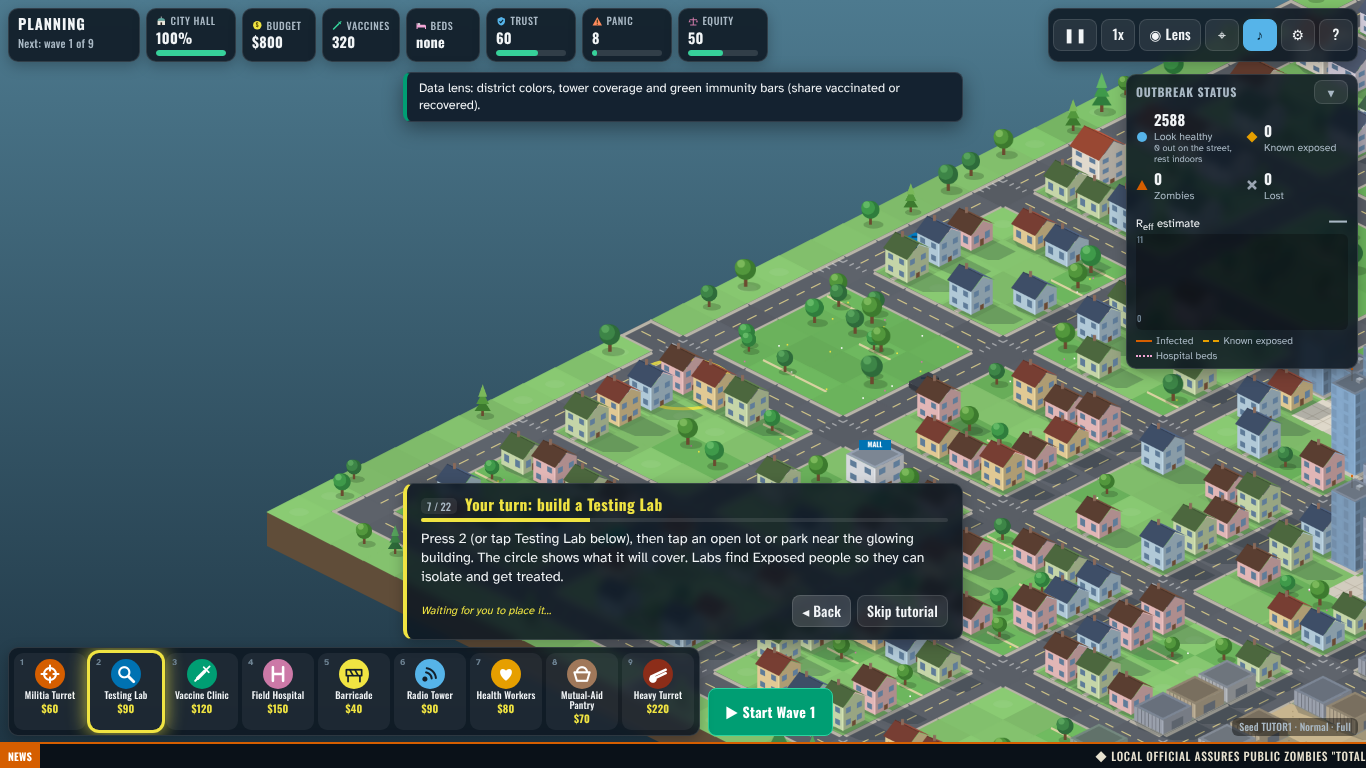 PLANNING
Next: wave 1 of 9
CITY HALL
100%
BUDGET
$800
VACCINES
320
BEDS
none
TRUST
60
PANIC
8
EQUITY
50
1x
Lens
?
Data lens: district colors, tower coverage and green immunity bars (share vaccinated or
recovered).
OUTBREAK STATUS
2588
Look healthy
0 out on the street,
rest indoors
0
Known exposed
0
Zombies
0
Lost
Reff estimate
11
0
Infected
Known exposed
Hospital beds
MALL
7 / 22
Your turn: build a Testing Lab
Press 2 (or tap Testing Lab below), then tap an open lot or park near the glowing
building. The circle shows what it will cover. Labs find Exposed people so they can
isolate and get treated.
Waiting for you to place it...
◂ Back
Skip tutorial
1
Militia Turret
$60
2
Testing Lab
$90
3
Vaccine Clinic
$120
4
Field Hospital
$150
5
Barricade
$40
6
Radio Tower
$90
7
Health Workers
$80
8
Mutual-Aid
Pantry
$70
9
Heavy Turret
$220
▶ Start Wave 1
Seed TUTOR1 · Normal · Full
NEWS
◆ LOCAL OFFICIAL ASSURES PUBLIC ZOMBIES "TOTAL